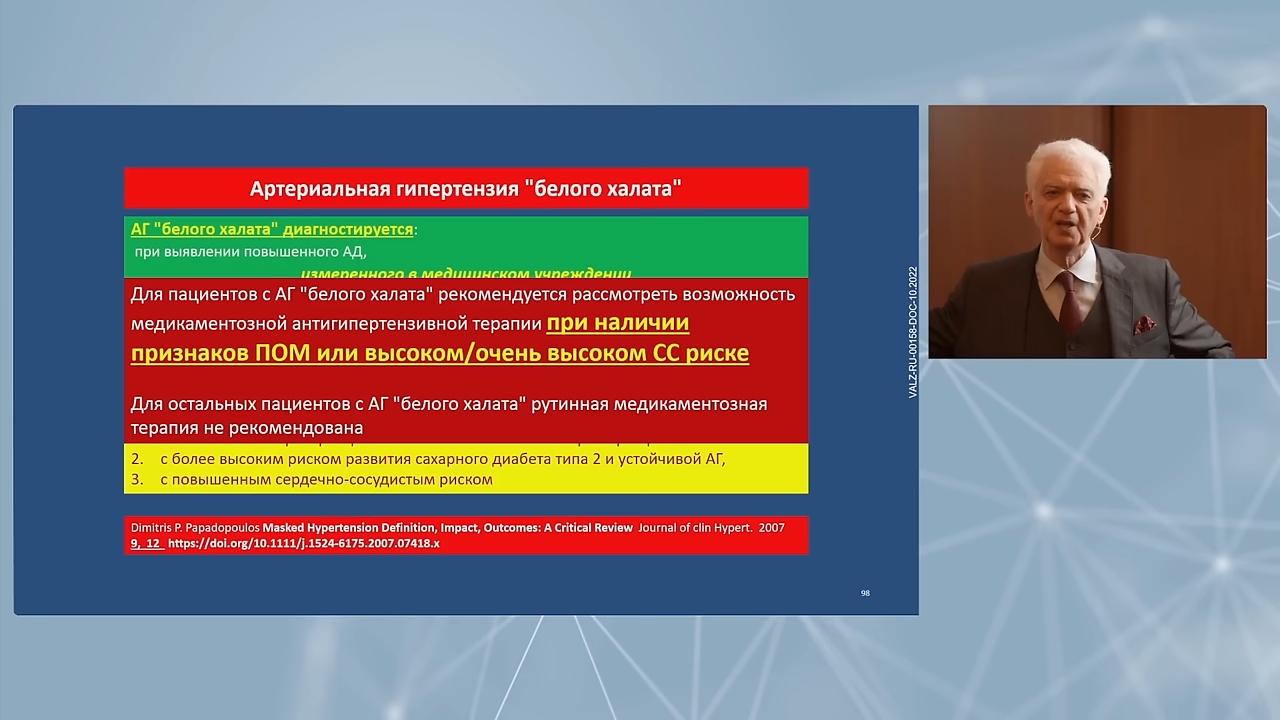 Артериальная гипертензия "белого халата"
АГ "белого халата" диагностируется:
при выявлении повышенного АД,
измеренного в медицинском учреждении
Для пациентов с АГ "белого халата" рекомендуется рассмотреть возможность
медикаментозной антигипертензивной терапии при наличии
признаков ПОМ или высоком/очень высоком СС риске
Для остальных пациентов с АГ "белого халата" рутинная медикаментозная
терапия не рекомендована
2. с более высоким риском развития сахарного диабета типа 2 и устойчивой АГ,
3. с повышенным сердечно-сосудистым риском
Dimitris P. Papadopoulos Masked Hypertension Definition, Impact, Outcomes: A Critical Review Journal of clin Hypert. 2007
9, 12 https://doi.org/10.1111/j.1524-6175.2007.07418.x
98
VALZ-RU-00158-DOC-10.2022